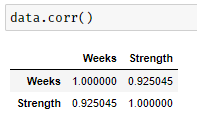 data.corr()
Weeks Strength
Weeks 1.000000 0.925045
Strength 0.925045 1.000000